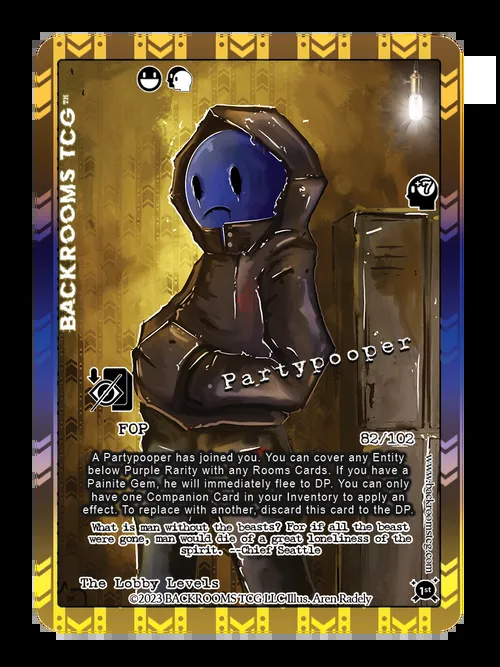 BACKROOMS TCG™
+7
Partypooper
FOP
82/102
A Partypooper has joined you. You can cover any Entity
below Purple Rarity with any Rooms Cards. If you have a
Painite Gem, he will immediately flee to DP. You can only
have one Companion Card in your Inventory to apply an
effect. To replace with another, discard this card to the DP.
What is man without the beasts? For if all the beast
were gone, man would die of a great loneliness of the
spirit. --Chief Seattle
www.backroomstcg.com
The Lobby Levels
©2023 BACKROOMS TCG LLC Illus. Aren Radely
1st